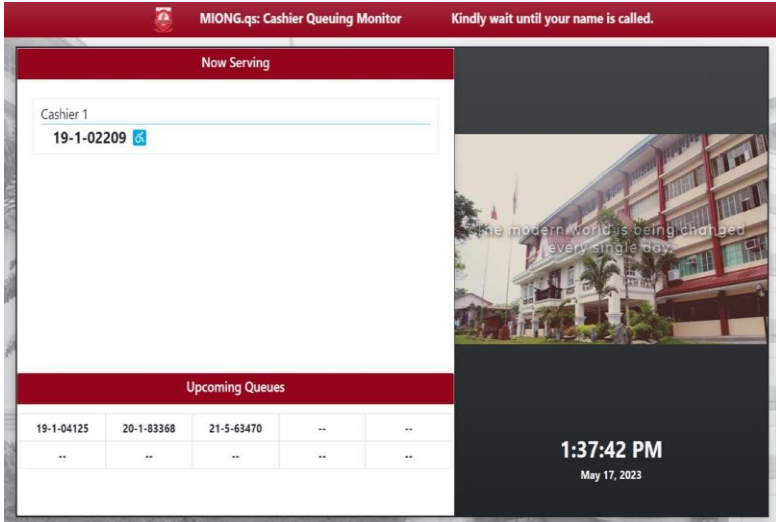 MIONG.qs: Cashier Queuing Monitor
Kindly wait until your name is called.
Now Serving
Cashier 1
19-1-02209
The modern world is being changed
every single day.
Upcoming Queues
19-1-04125 20-1-83368 21-5-63470 -- --
-- -- -- -- --
1:37:42 PM
May 17, 2023